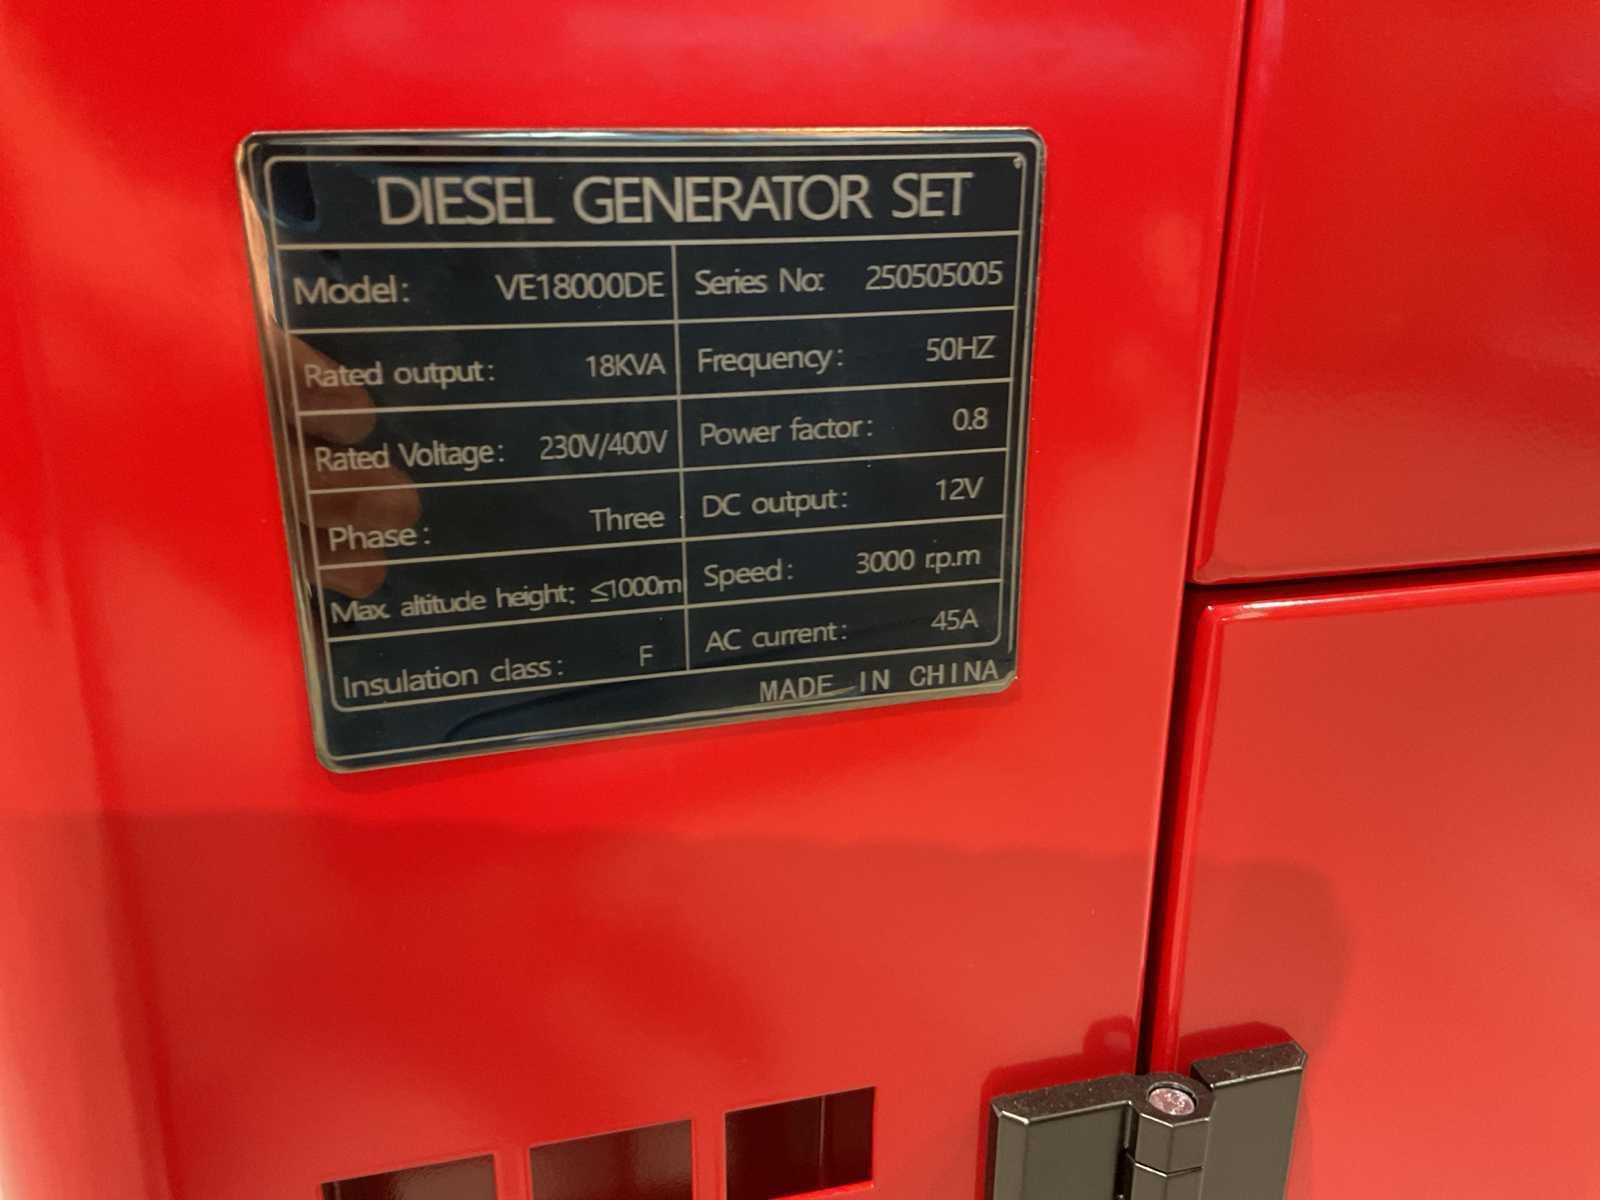 DIESEL GENERATOR SET
Model: VE18000DE Series No: 250505005
Rated output: 18KVA Frequency: 50HZ
Rated Voltage: 230V/400V Power factor: 0.8
Phase: Three DC output: 12V
Max. altitude height: ≤1000m Speed: 3000 r.p.m
Insulation class: F AC current: 45A
MADE IN CHINA